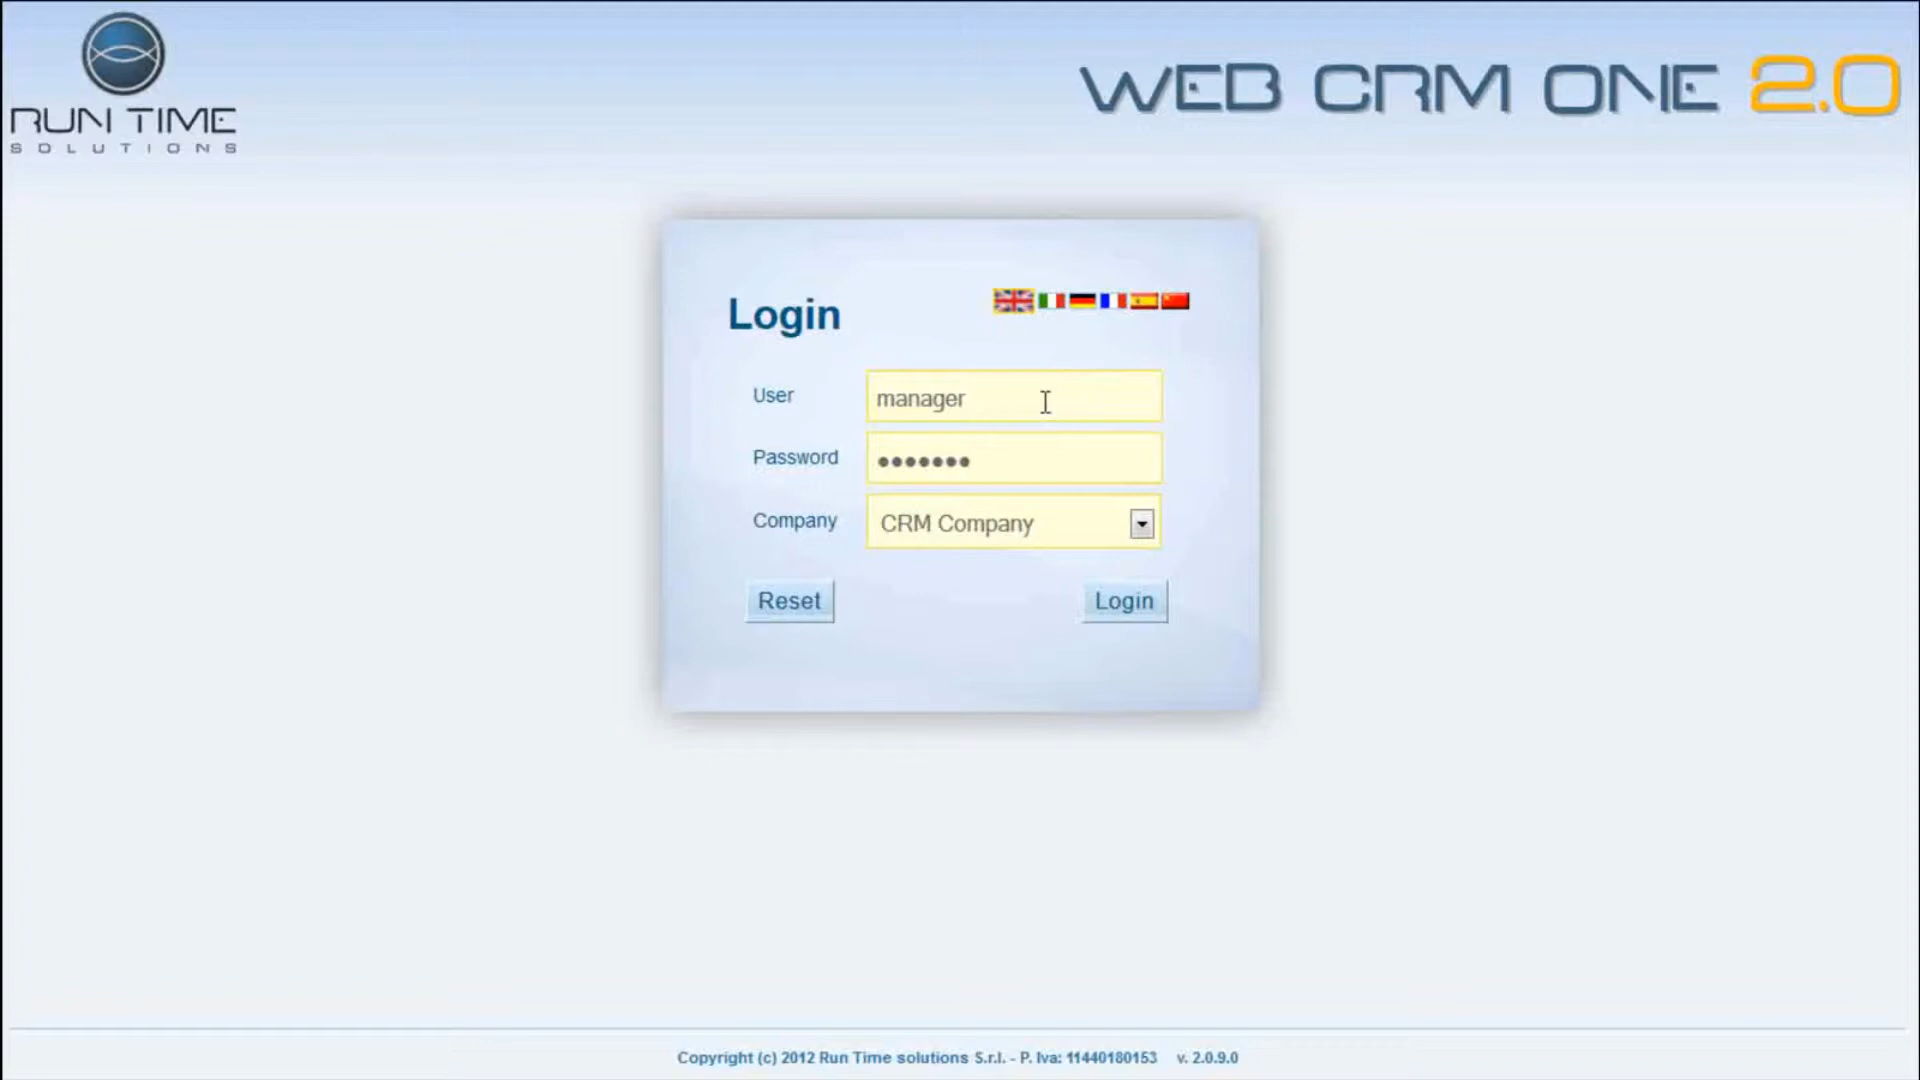 RUN TIME
SOLUTIONS
WEB CRM ONE 2.0
Login
User
manager
Password
•••••••
Company
CRM Company
Reset
Login
Copyright (c) 2012 Run Time solutions S.r.l. - P. Iva: 11440180153 v. 2.0.9.0